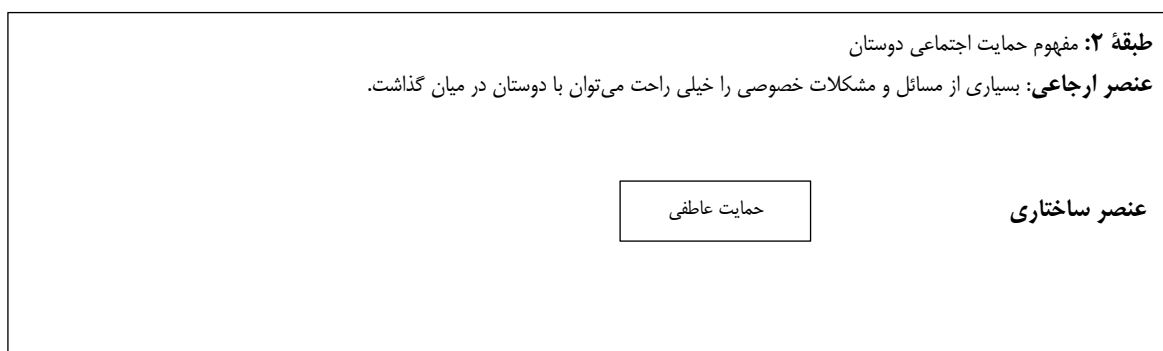 طبقهٔ ۲: مفهوم حمایت اجتماعی دوستان
عنصر ارجاعی: بسیاری از مسائل و مشکلات خصوصی را خیلی راحت می‌توان با دوستان در میان گذاشت.
عنصر ساختاری
حمایت عاطفی